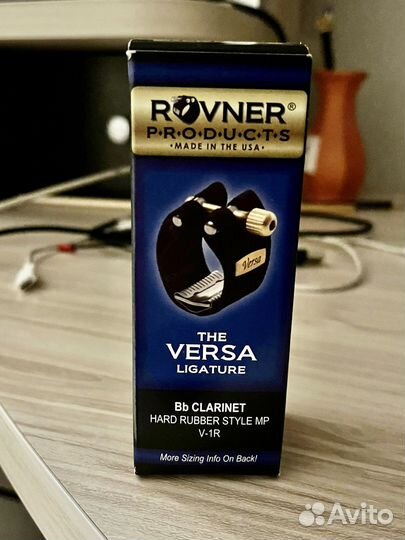 ROVNER®
P•R•O•D•U•C•T•S
•MADE IN THE USA•
Versa
THE
VERSA
LIGATURE
Bb CLARINET
HARD RUBBER STYLE MP
V-1R
More Sizing Info On Back!
Avito